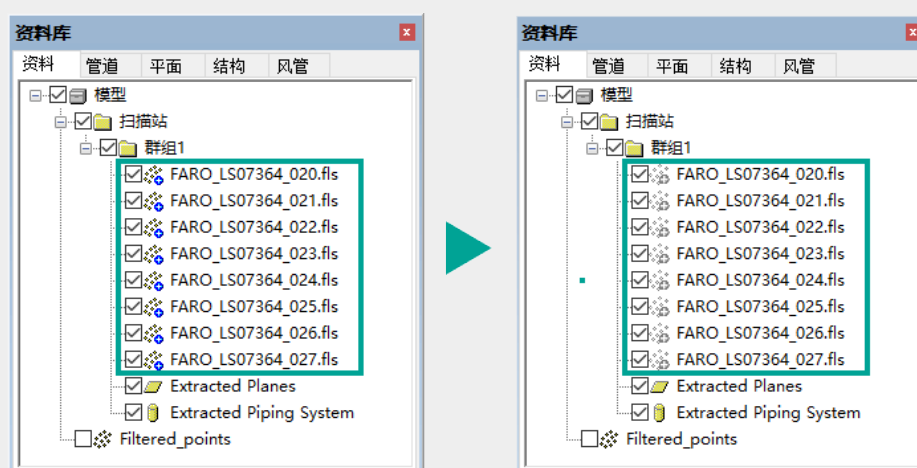 资料库
资料 管道 平面 结构 风管
模型
扫描站
群组1
FARO_LS07364_020.fls
FARO_LS07364_021.fls
FARO_LS07364_022.fls
FARO_LS07364_023.fls
FARO_LS07364_024.fls
FARO_LS07364_025.fls
FARO_LS07364_026.fls
FARO_LS07364_027.fls
Extracted Planes
Extracted Piping System
Filtered_points
资料库
资料 管道 平面 结构 风管
模型
扫描站
群组1
FARO_LS07364_020.fls
FARO_LS07364_021.fls
FARO_LS07364_022.fls
FARO_LS07364_023.fls
FARO_LS07364_024.fls
FARO_LS07364_025.fls
FARO_LS07364_026.fls
FARO_LS07364_027.fls
Extracted Planes
Extracted Piping System
Filtered_points